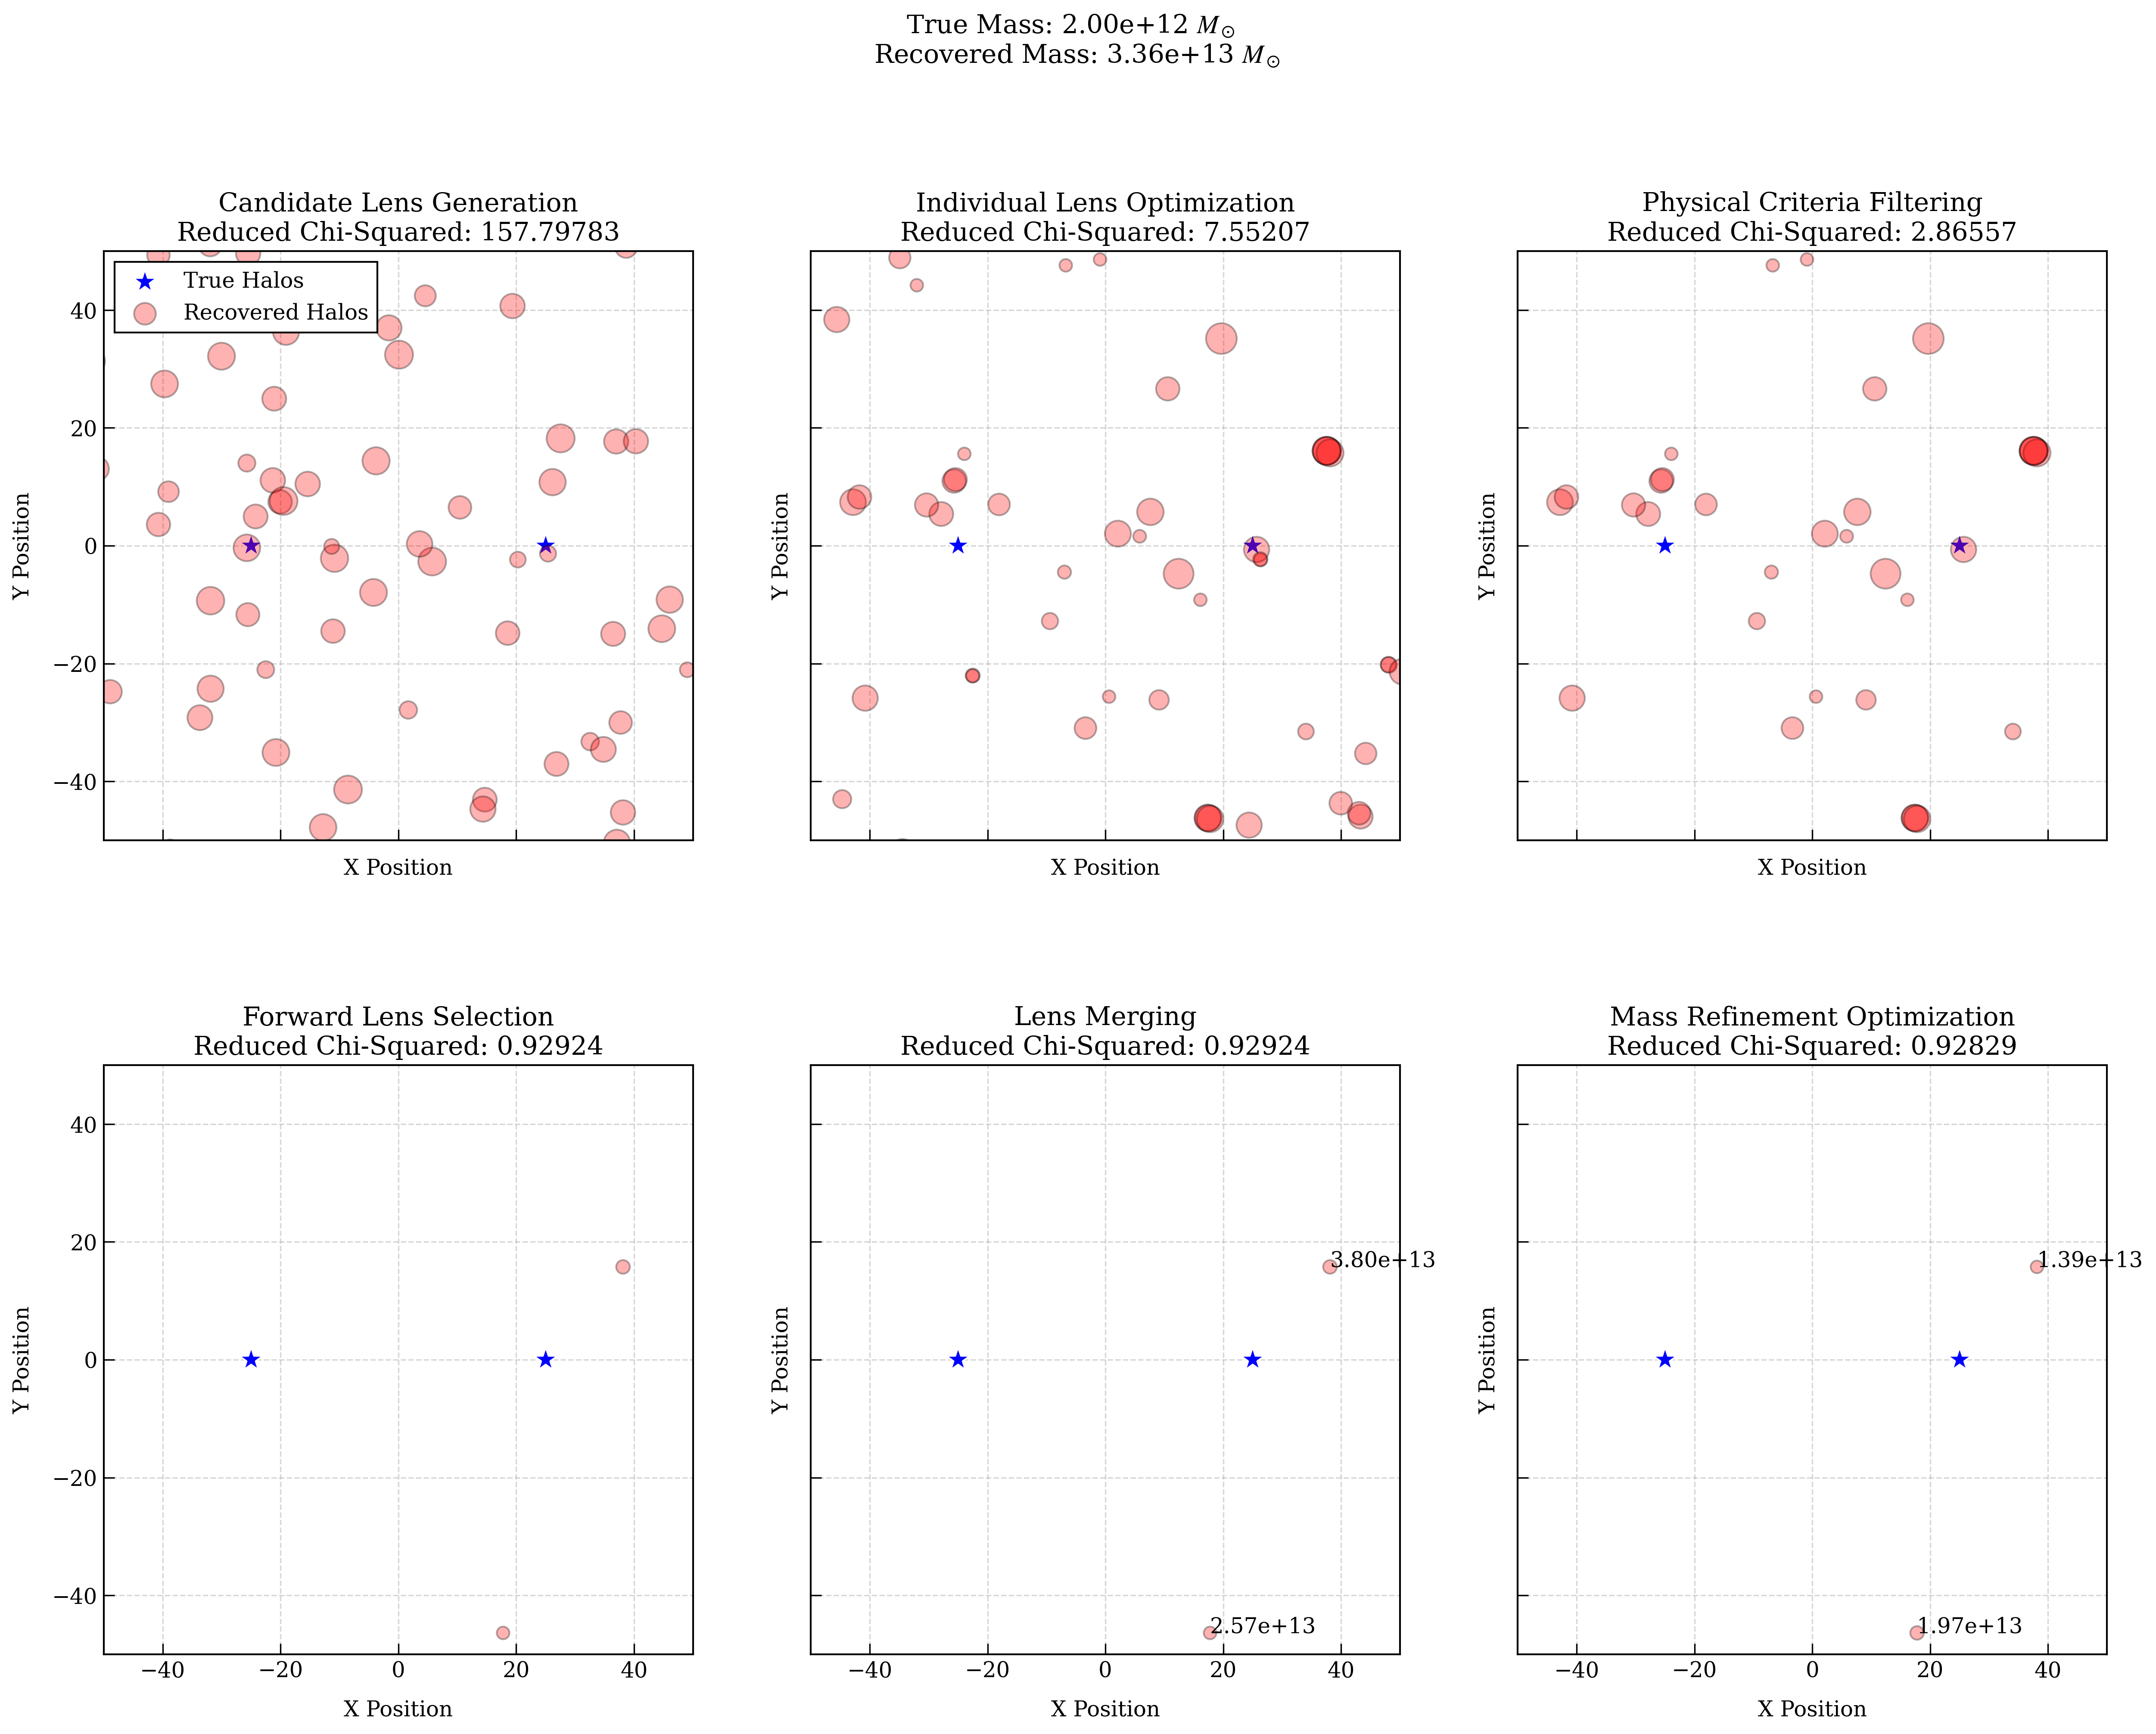 True Mass: 2.00e+12 M⊙
Recovered Mass: 3.36e+13 M⊙
Candidate Lens Generation
Reduced Chi-Squared: 157.79783
True Halos
Recovered Halos
40
20
0
−20
−40
Y Position
X Position
Individual Lens Optimization
Reduced Chi-Squared: 7.55207
Y Position
X Position
Physical Criteria Filtering
Reduced Chi-Squared: 2.86557
Y Position
X Position
Forward Lens Selection
Reduced Chi-Squared: 0.92924
40
20
0
−20
−40
Y Position
−40 −20 0 20 40
X Position
Lens Merging
Reduced Chi-Squared: 0.92924
3.80e+13
2.57e+13
Y Position
−40 −20 0 20 40
X Position
Mass Refinement Optimization
Reduced Chi-Squared: 0.92829
1.39e+13
1.97e+13
Y Position
−40 −20 0 20 40
X Position